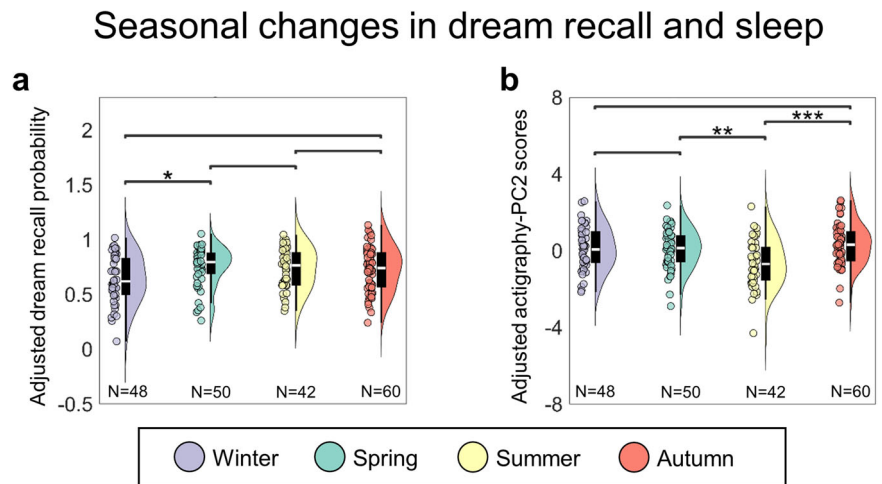 Seasonal changes in dream recall and sleep
a
Adjusted dream recall probability
2
1.5
1
0.5
0
-0.5
*
N=48 N=50 N=42 N=60
b
Adjusted actigraphy-PC2 scores
8
4
0
-4
-8
** ***
N=48 N=50 N=42 N=60
Winter Spring Summer Autumn